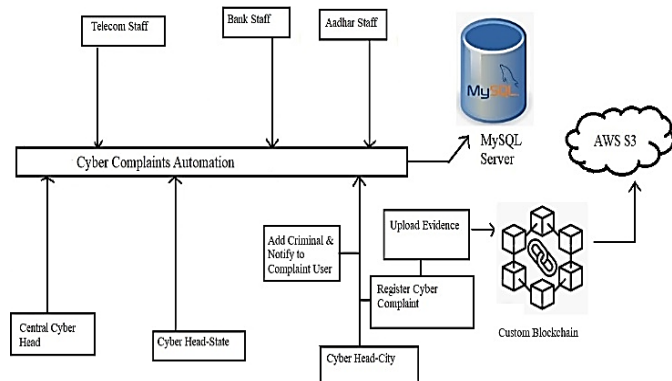 Telecom Staff
Bank Staff
Aadhar Staff
MySQL
MySQL
Server
AWS S3
Cyber Complaints Automation
Add Criminal &
Notify to
Complaint User
Upload Evidence
Register Cyber
Complaint
Custom Blockchain
Central Cyber
Head
Cyber Head-State
Cyber Head-City